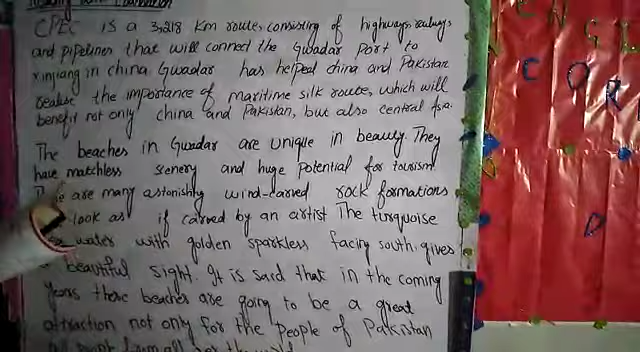 CPEC is a 3,218 Km route, consisting of highways, railways
and pipelines that will connect the Gwadar Port to
xinjiang in china. Gwadar has helped china and Pakistan
realise the importance of maritime silk route, which will
benefit not only china and Pakistan, but also central Asia.
The beaches in Gwadar are unique in beauty. They
have matchless scenery and huge potential for tourism.
are many astonishing wind-carved rock formations
look as if carved by an artist The turquoise
water with golden sparkless facing south gives
beautiful sight. It is said that in the coming
years these beaches are going to be a great
attraction not only for the people of Pakistan
ENGL
CORN
D